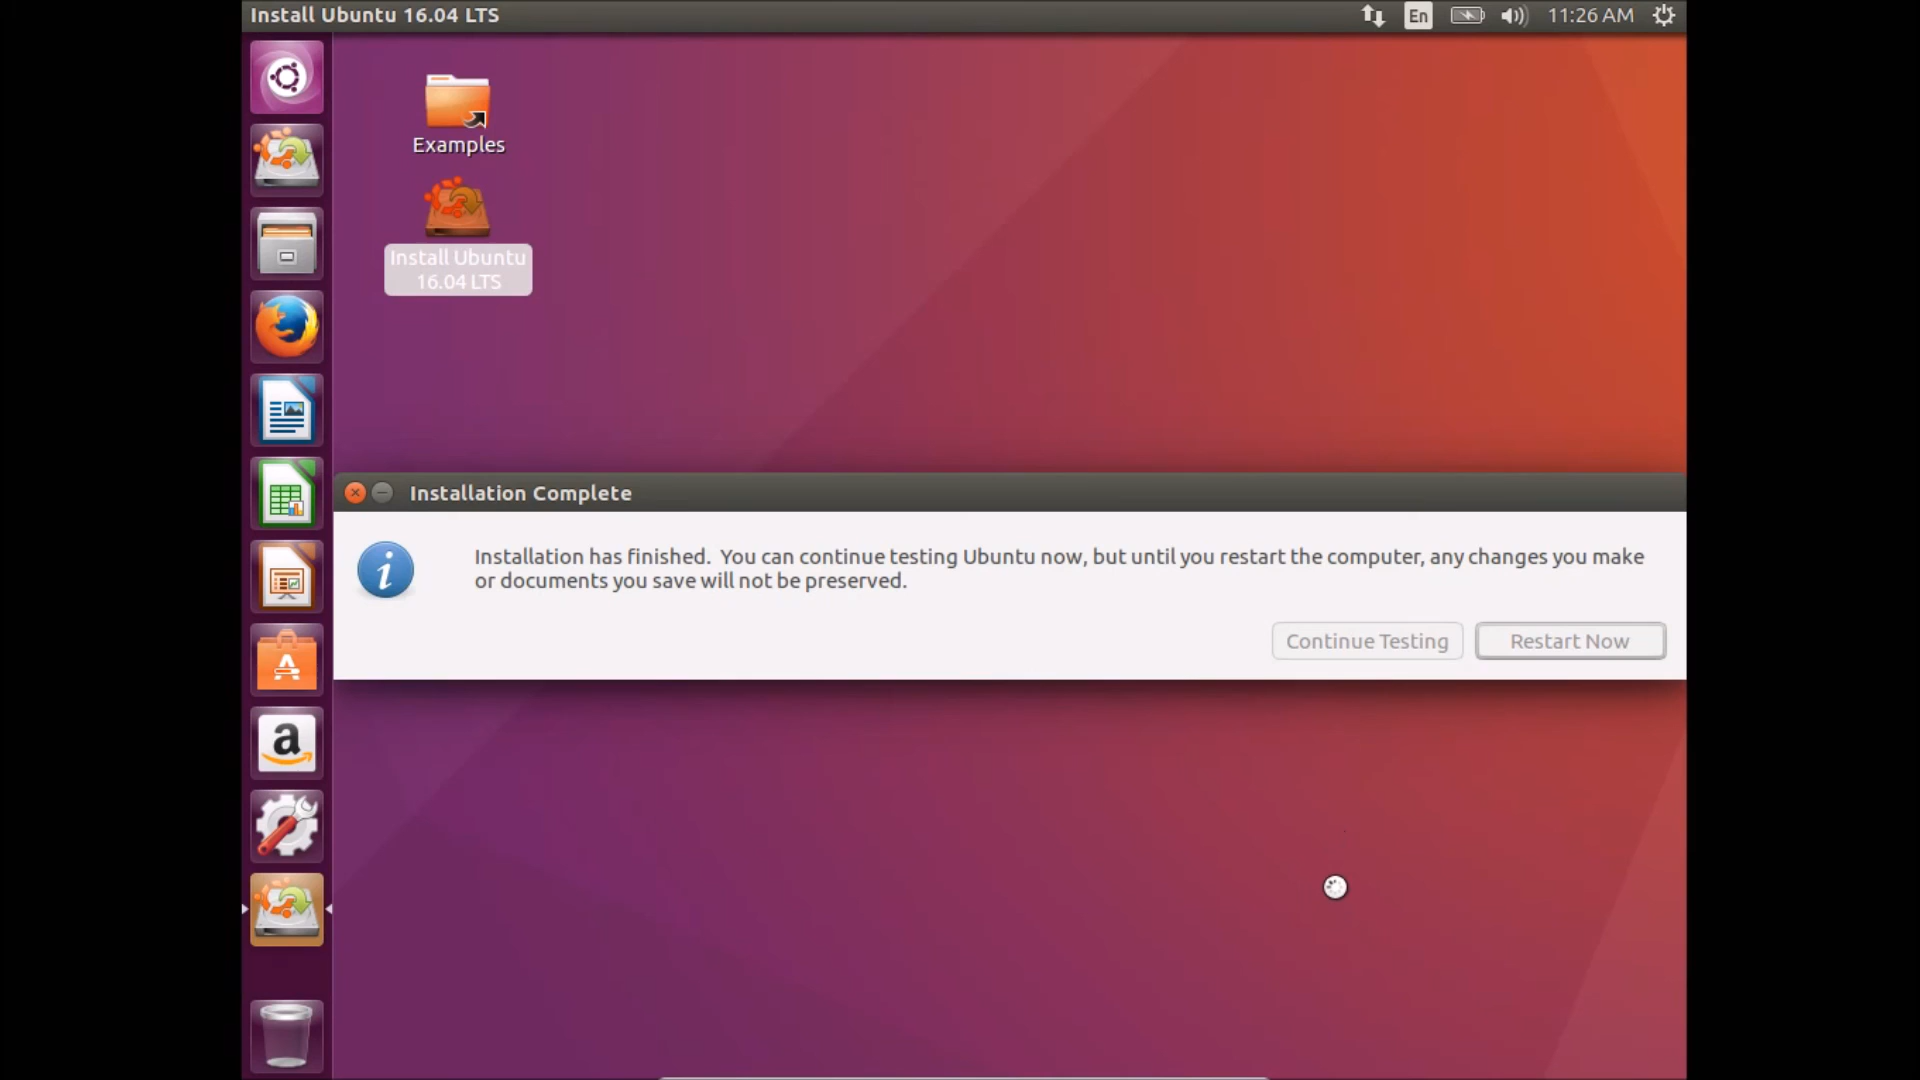 Install Ubuntu 16.04 LTS
En
11:26 AM
Examples
Install Ubuntu
16.04 LTS
Installation Complete
Installation has finished. You can continue testing Ubuntu now, but until you restart the computer, any changes you make
or documents you save will not be preserved.
Continue Testing
Restart Now